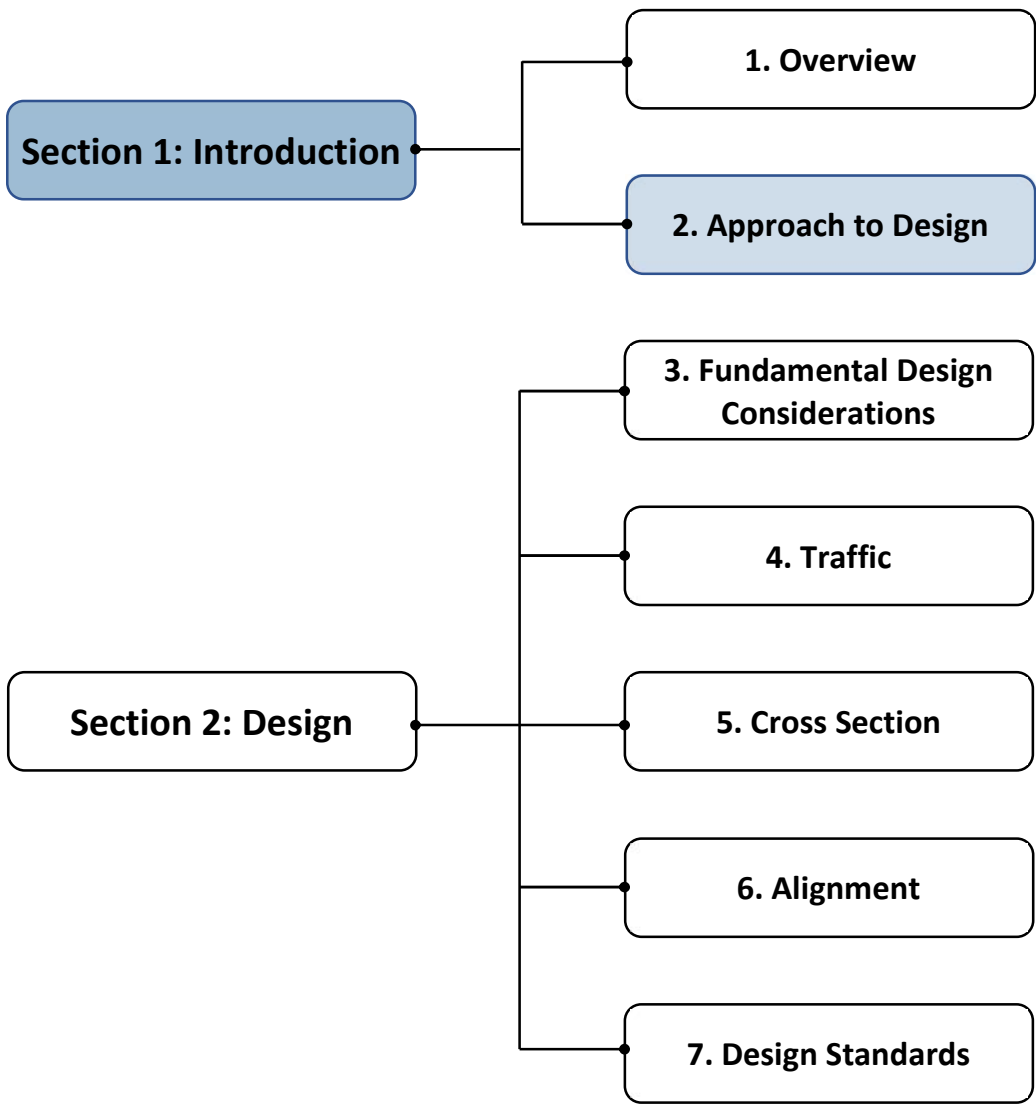 Section 1: Introduction
1. Overview
2. Approach to Design
Section 2: Design
3. Fundamental Design
Considerations
4. Traffic
5. Cross Section
6. Alignment
7. Design Standards